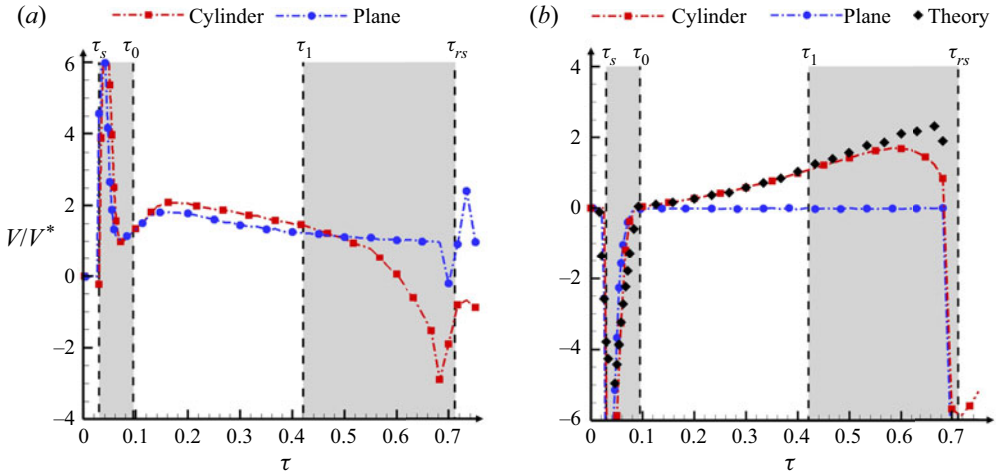 (a) Cylinder Plane
τs τ0 τ1 τrs
6
4
2
V/V*
0
−2
−4
0 0.1 0.2 0.3 0.4 0.5 0.6 0.7
τ
(b) Cylinder Plane Theory
τs τ0 τ1 τrs
4
2
0
−2
−4
−6
0 0.1 0.2 0.3 0.4 0.5 0.6 0.7
τ